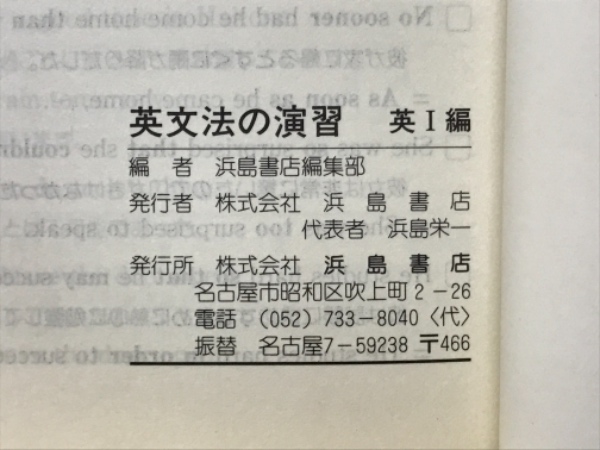 英文法の演習　英Ⅰ編
編　者　浜島書店編集部
発行者　株式会社　浜　島　書　店
代表者　浜島栄一
発行所　株式会社　浜　島　書　店
名古屋市昭和区吹上町2－26
電話　(052)　733－8040〈代〉
振替　名古屋7－59238　〒466